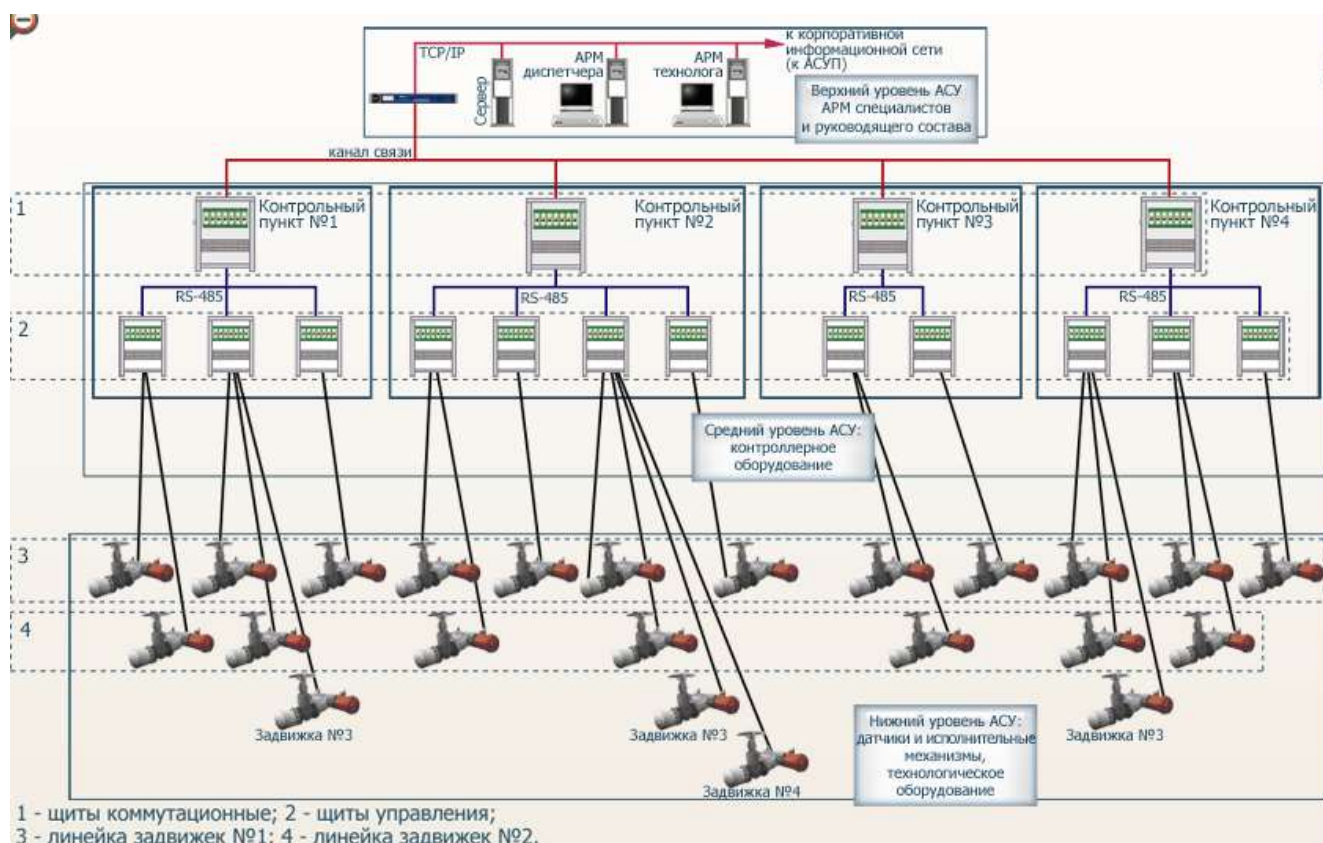 к корпоративной
информационной сети
(к АСУП)
TCP/IP
АРМ
диспетчера
АРМ
технолога
Сервер
Верхний уровень АСУ
АРМ специалистов
и руководящего состава
канал связи
1
Контрольный
пункт №1
Контрольный
пункт №2
Контрольный
пункт №3
Контрольный
пункт №4
RS-485
RS-485
RS-485
RS-485
2
Средний уровень АСУ:
контроллерное
оборудование
3
4
Задвижка №3
Задвижка №3
Задвижка №4
Задвижка №3
Нижний уровень АСУ:
датчики и исполнительные
механизмы,
технологическое
оборудование
1 - щиты коммутационные; 2 - щиты управления;
3 - линейка задвижек №1; 4 - линейка задвижек №2.